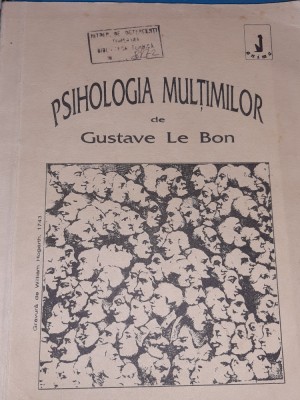 PSIHOLOGIA MULȚIMILOR
de
Gustave Le Bon
Gravură de William Hogarth, 1743